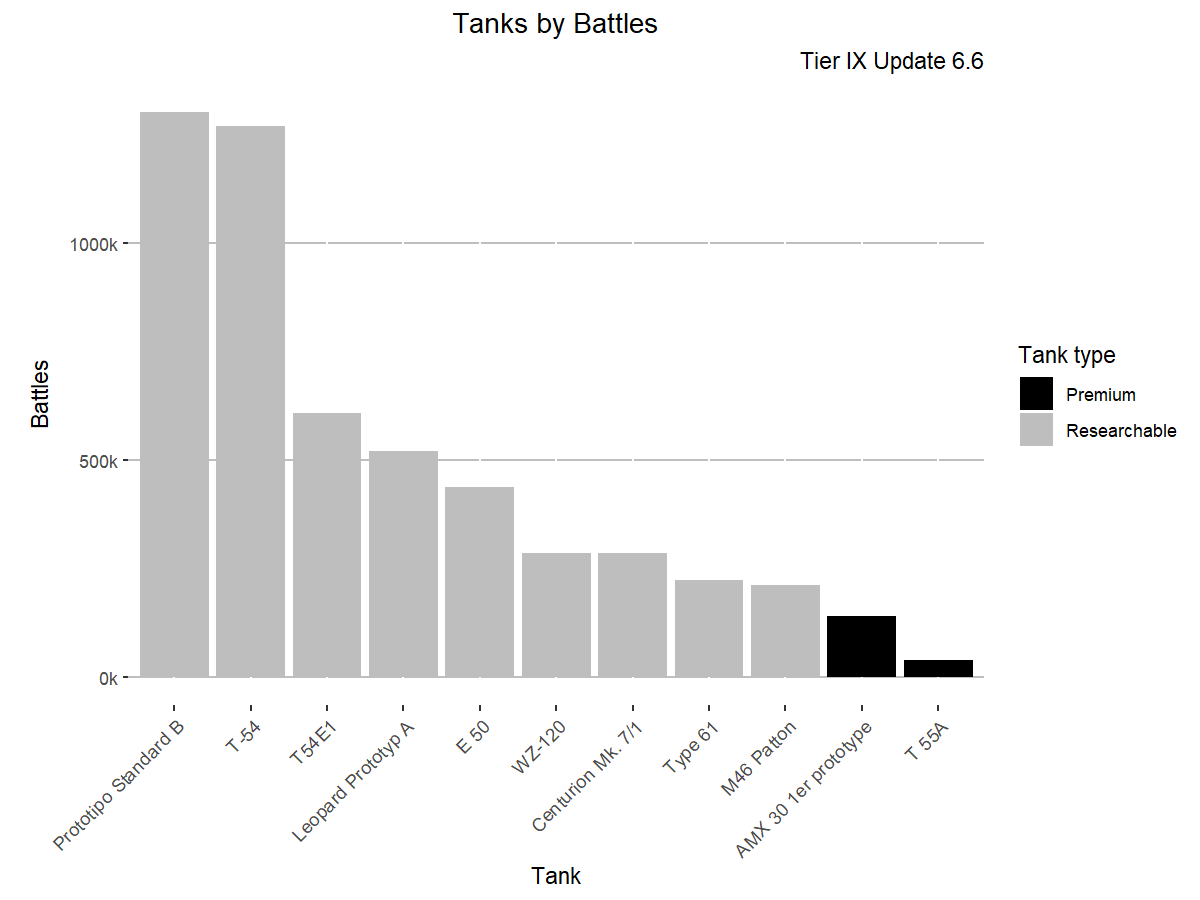 Tanks by Battles
Tier IX Update 6.6
Battles
1000k
500k
0k
Prototipo Standard B
T-54
T54E1
Leopard Prototyp A
E 50
WZ-120
Centurion Mk. 7/1
Type 61
M46 Patton
AMX 30 1er prototype
T 55A
Tank
Tank type
Premium
Researchable